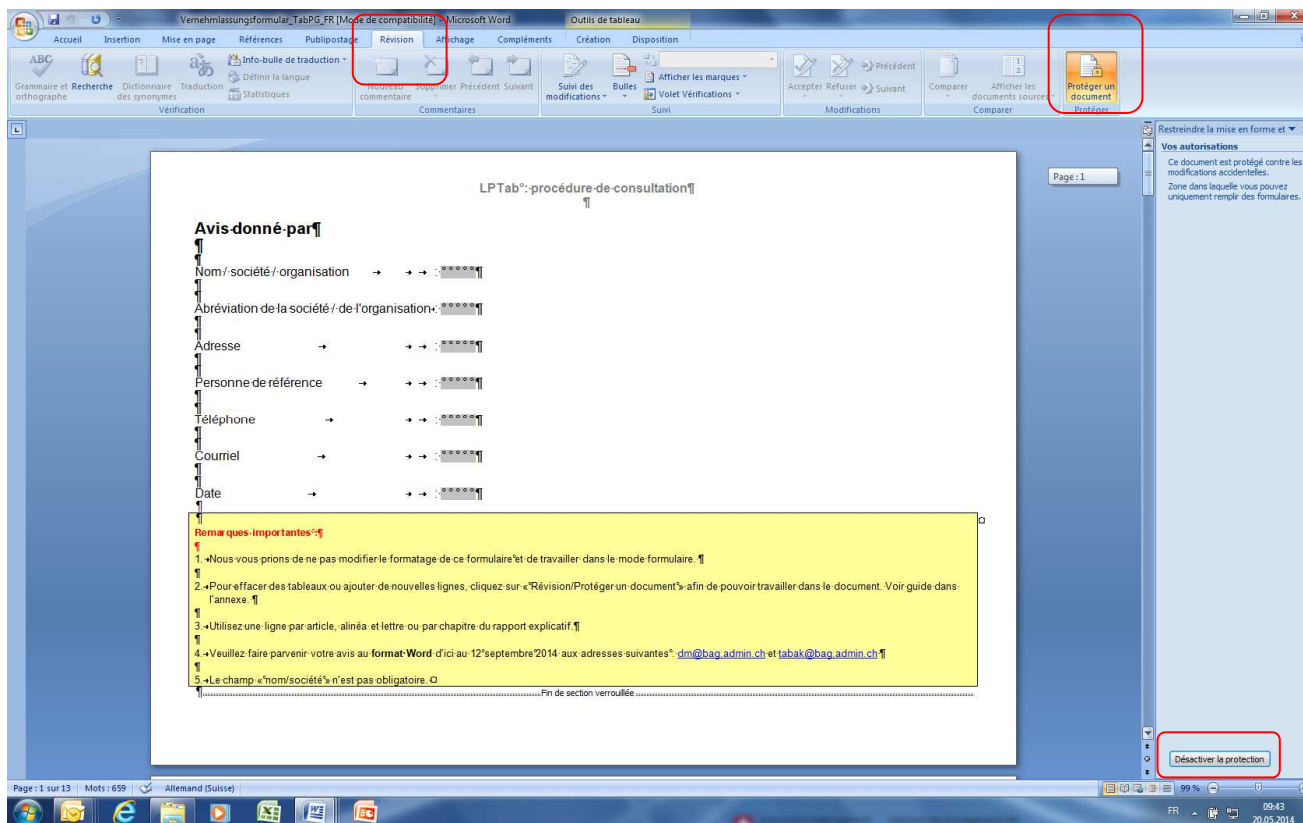 Vernehmlassungsformular_TabPG_FR [Mode de compatibilité] - Microsoft Word
Outils de tableau
Accueil Insertion Mise en page Références Publipostage Révision Affichage Compléments Création Disposition
ABC
Grammaire et orthographe
Recherche
Dictionnaire des synonymes
Traduction
Info-bulle de traduction
Définir la langue
ABC 123 Statistiques
Vérification
Nouveau commentaire
Supprimer
Précédent
Suivant
Commentaires
Suivi des modifications
Bulles
Afficher les marques
Volet Vérifications
Suivi
Accepter
Refuser
Précédent
Suivant
Modifications
Comparer
Afficher les documents sources
Comparer
Protéger un document
Protéger
L
Restreindre la mise en forme et
Vos autorisations
Ce document est protégé contre les
modifications accidentelles.
Zone dans laquelle vous pouvez
uniquement remplir des formulaires.
Page : 1
LPTab°:·procédure·de·consultation¶
¶
Avis·donné·par¶
¶
¶
Nom·/·société·/·organisation → → → :·°°°°°¶
¶
¶
Abréviation·de·la·société·/·de·l'organisation→:·°°°°°¶
¶
¶
Adresse → → → :·°°°°°¶
¶
¶
Personne·de·référence → → → :·°°°°°¶
¶
¶
Téléphone → → → :·°°°°°¶
¶
¶
Courriel → → → :·°°°°°¶
¶
¶
Date → → → :·°°°°°¶
¶
¶
Remarques·importantes°:¶
¶
1.→Nous·vous·prions·de·ne·pas·modifier·le·formatage·de·ce·formulaire°et·de·travailler·dans·le·mode·formulaire.·¶
¶
2.→Pour·effacer·des·tableaux·ou·ajouter·de·nouvelles·lignes,·cliquez·sur·«°Révision/Protéger·un·document°»·afin·de·pouvoir·travailler·dans·le·document.·Voir·guide·dans·
l'annexe.·¶
¶
3.→Utilisez·une·ligne·par·article,·alinéa·et·lettre·ou·par·chapitre·du·rapport·explicatif.¶
¶
4.→Veuillez·faire·parvenir·votre·avis·au·format·Word·d'ici·au·12°septembre°2014·aux·adresses·suivantes°:·dm@bag.admin.ch·et·tabak@bag.admin.ch·¶
¶
5.→Le·champ·«°nom/société°»·n'est·pas·obligatoire.¤
¶ Fin de section verrouillée
Désactiver la protection
Page : 1 sur 13 Mots : 659 Allemand (Suisse) 99 %
FR 09:43
20.05.2014